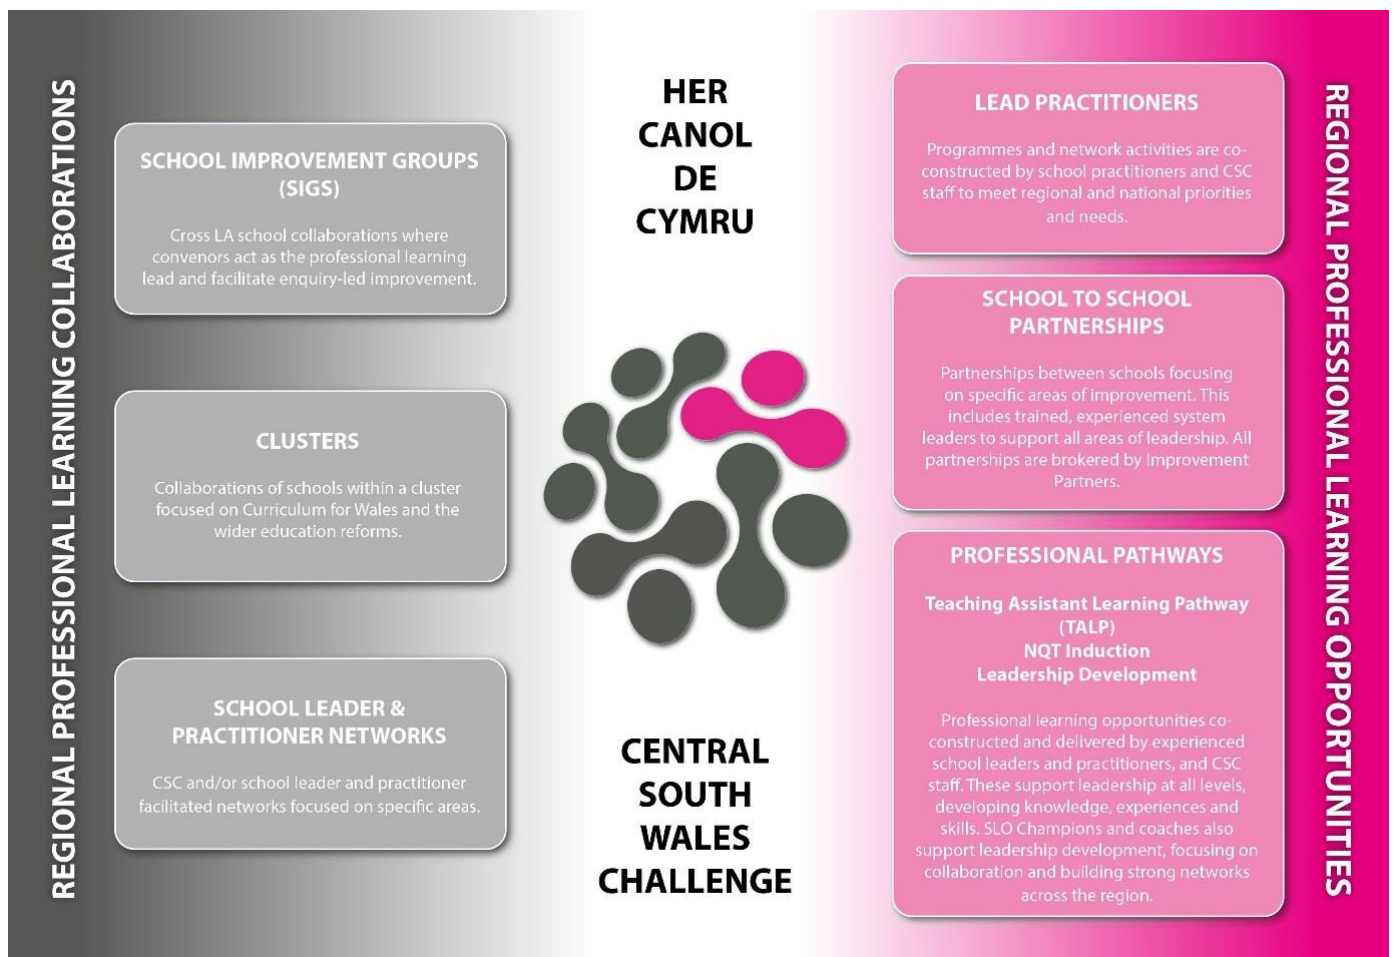 REGIONAL PROFESSIONAL LEARNING COLLABORATIONS
SCHOOL IMPROVEMENT GROUPS
(SIGS)
Cross LA school collaborations where
convenors act as the professional learning
lead and facilitate enquiry-led improvement.
CLUSTERS
Collaborations of schools within a cluster
focused on Curriculum for Wales and the
wider education reforms.
SCHOOL LEADER &
PRACTITIONER NETWORKS
CSC and/or school leader and practitioner
facilitated networks focused on specific areas.
HER
CANOL
DE
CYMRU
CENTRAL
SOUTH
WALES
CHALLENGE
LEAD PRACTITIONERS
Programmes and network activities are co-
constructed by school practitioners and CSC
staff to meet regional and national priorities
and needs.
SCHOOL TO SCHOOL
PARTNERSHIPS
Partnerships between schools focusing
on specific areas of improvement. This
includes trained, experienced system
leaders to support all areas of leadership. All
partnerships are brokered by Improvement
Partners.
PROFESSIONAL PATHWAYS
Teaching Assistant Learning Pathway
(TALP)
NQT Induction
Leadership Development
Professional learning opportunities co-
constructed and delivered by experienced
school leaders and practitioners, and CSC
staff. These support leadership at all levels,
developing knowledge, experiences and
skills. SLO Champions and coaches also
support leadership development, focusing on
collaboration and building strong networks
across the region.
REGIONAL PROFESSIONAL LEARNING OPPORTUNITIES